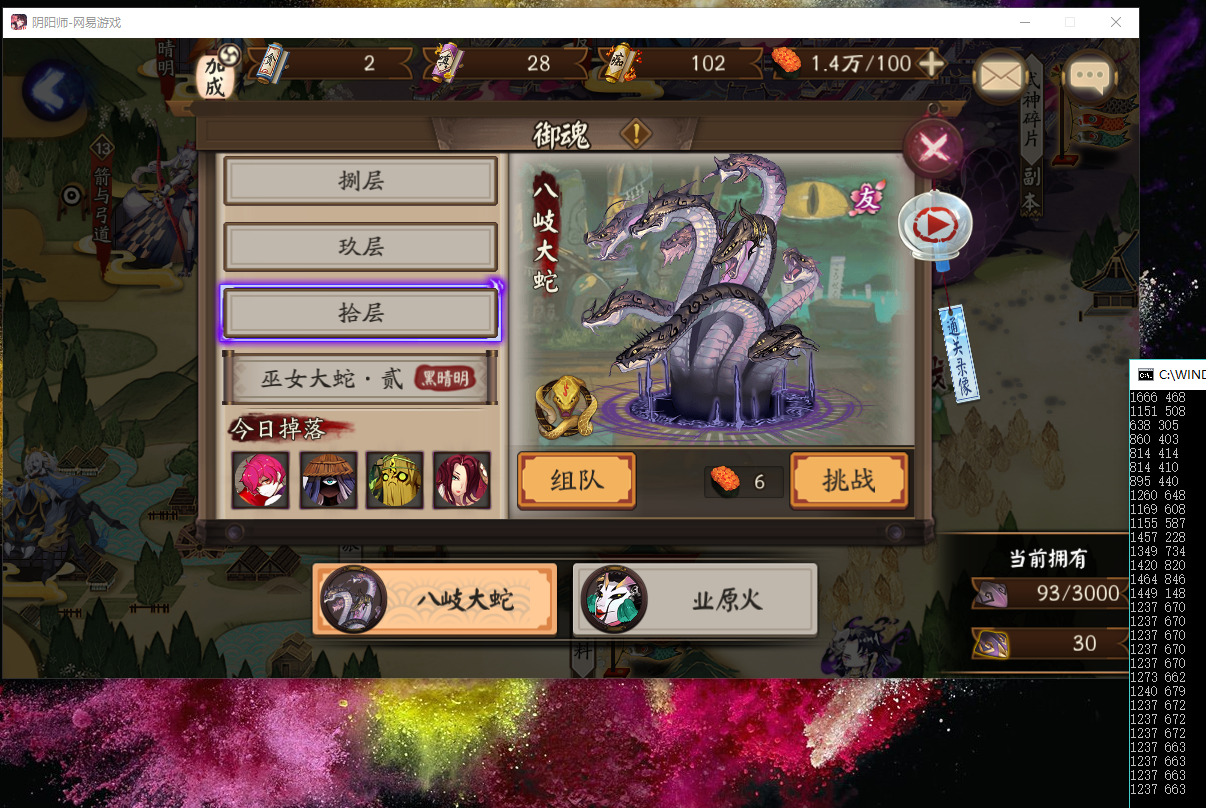 阴阳师-网易游戏
晴明
加成
2
28
102
1.4万/100
式神碎片
副本
13
箭与弓道
御魂
!
捌层
玖层
拾层
巫女大蛇·贰
黑晴明
今日掉落
八岐大蛇
友
通关录像
组队
6
挑战
八岐大蛇
业原火
料
当前拥有
93/3000
30
C:\WIND
1666 468
1151 508
638 305
860 403
814 414
814 410
895 440
1260 648
1169 608
1155 587
1457 228
1349 734
1420 820
1464 846
1449 148
1237 670
1237 670
1237 670
1237 670
1237 670
1273 662
1240 679
1237 672
1237 672
1237 672
1237 663
1237 663
1237 663
1237 663